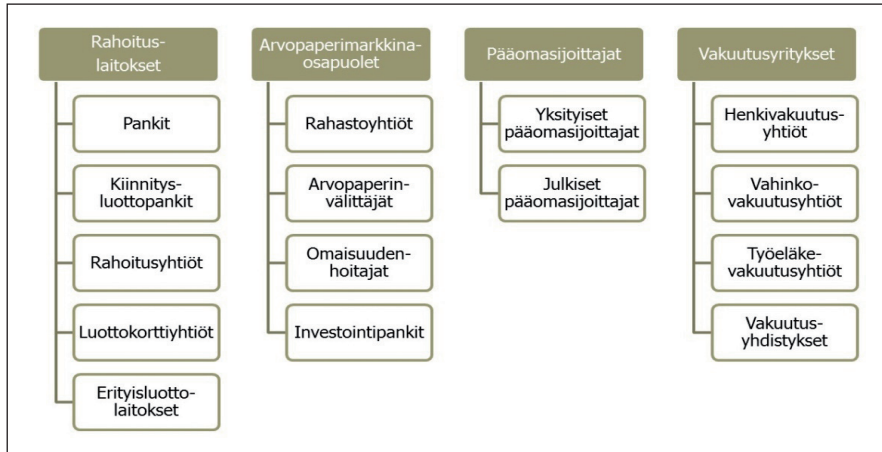 Rahoitus-
laitokset
Pankit
Kiinnitys-
luottopankit
Rahoitusyhtiöt
Luottokorttiyhtiöt
Erityisluotto-
laitokset
Arvopaperimarkkina-
osapuolet
Rahastoyhtiöt
Arvopaperin-
välittäjät
Omaisuuden-
hoitajat
Investointipankit
Pääomasijoittajat
Yksityiset
pääomasijoittajat
Julkiset
pääomasijoittajat
Vakuutusyritykset
Henkivakuutus-
yhtiöt
Vahinko-
vakuutusyhtiöt
Työeläke-
vakuutusyhtiöt
Vakuutus-
yhdistykset